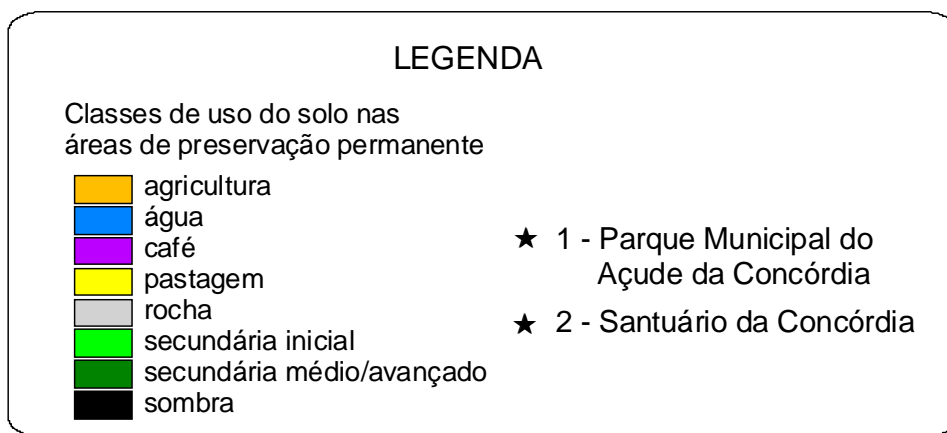 LEGENDA
Classes de uso do solo nas
áreas de preservação permanente
agricultura
água
café
pastagem
rocha
secundária inicial
secundária médio/avançado
sombra
★ 1 - Parque Municipal do
Açude da Concórdia
★ 2 - Santuário da Concórdia